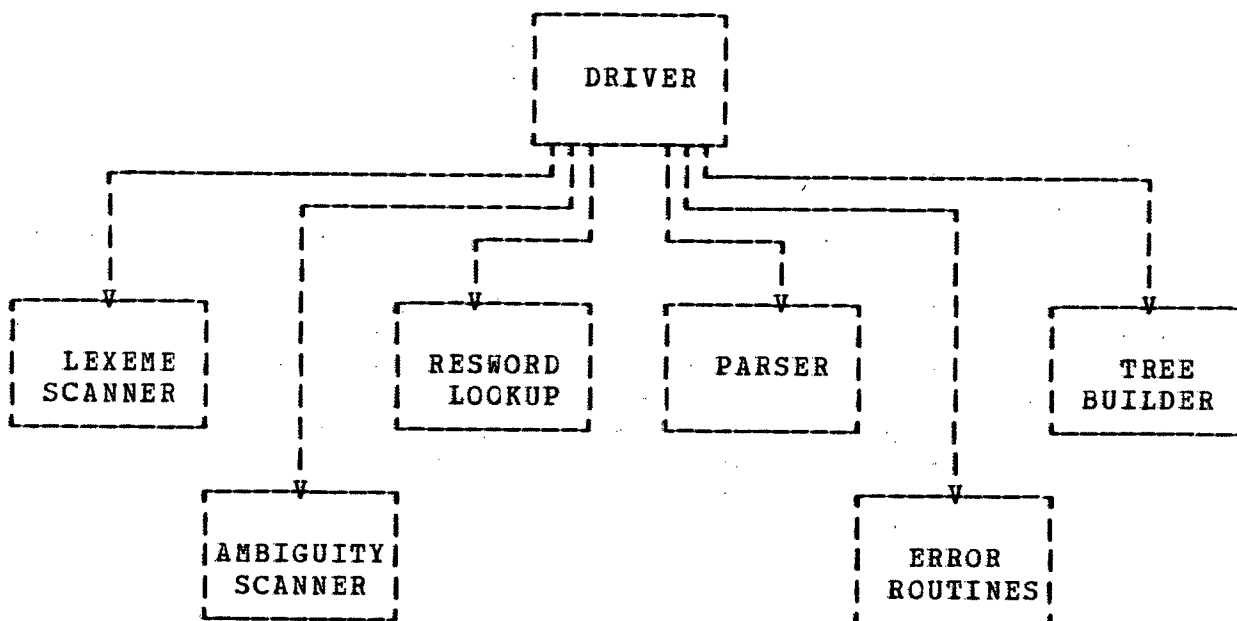 DRIVER
LEXEME
SCANNER
RESWORD
LOOKUP
PARSER
TREE
BUILDER
AMBIGUITY
SCANNER
ERROR
ROUTINES